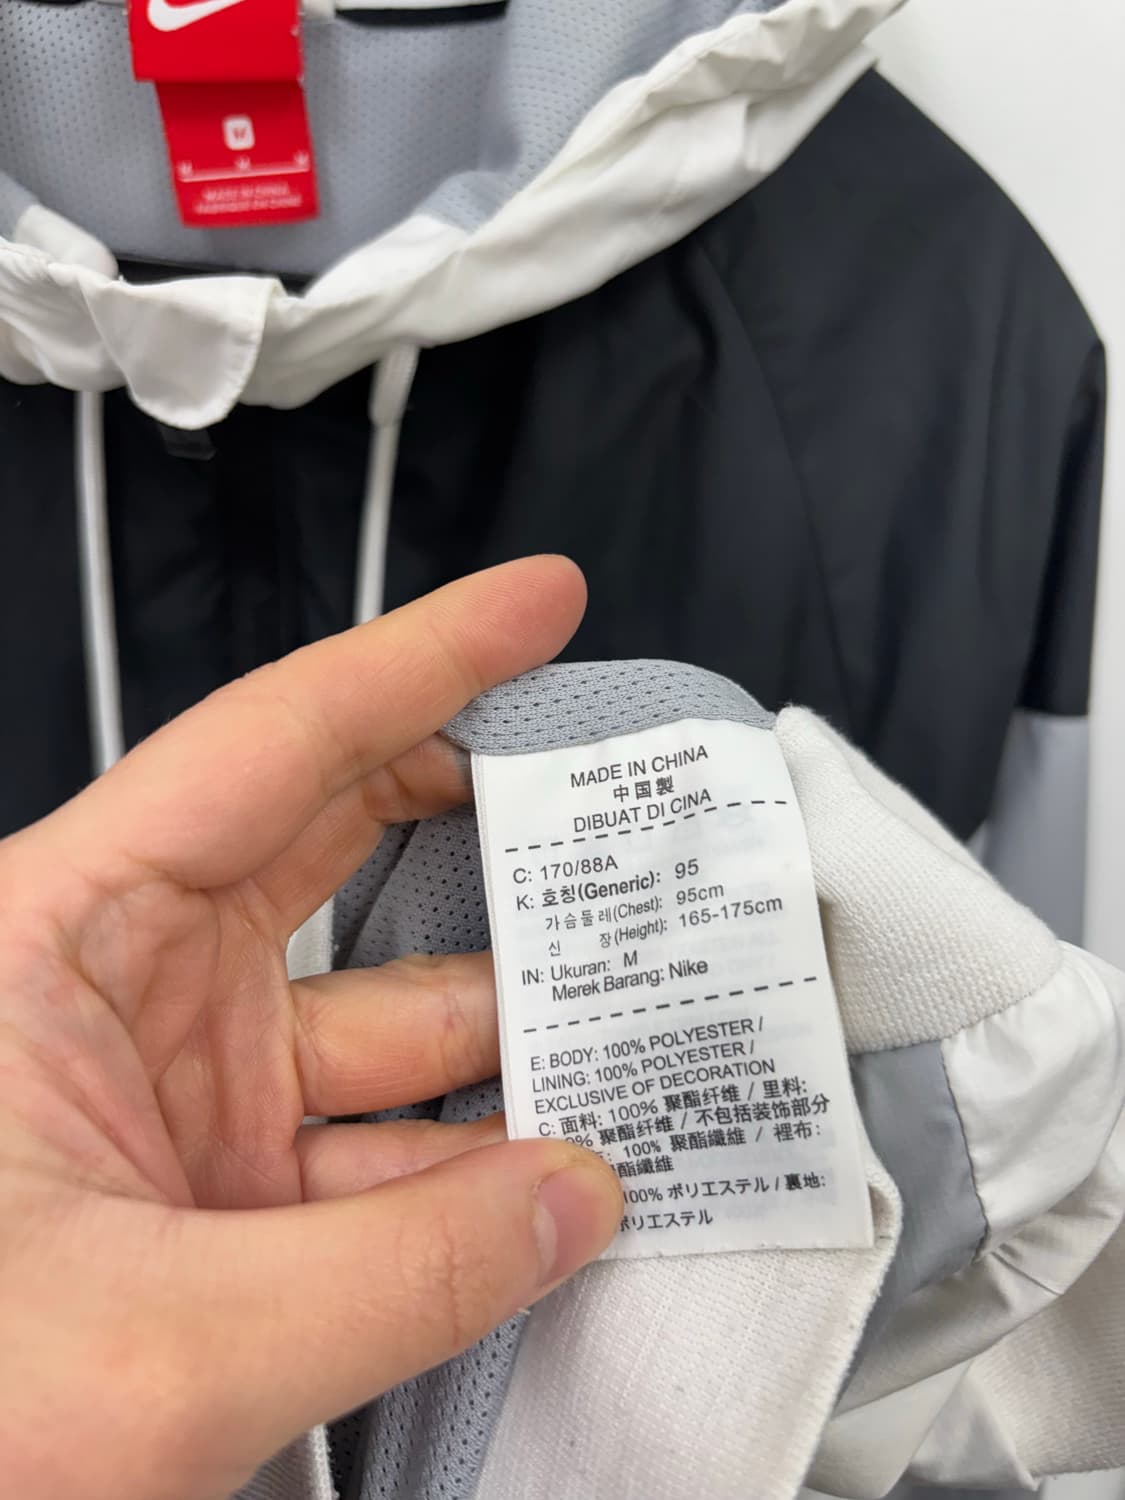 M
M M M
MADE IN CHINA
MADE IN CHINA
中国製
DIBUAT DI CINA
C: 170/88A
K: 호칭(Generic): 95
가슴둘레(Chest): 95cm
신 장(Height): 165-175cm
IN: Ukuran: M
Merek Barang: Nike
E: BODY: 100% POLYESTER /
LINING: 100% POLYESTER /
EXCLUSIVE OF DECORATION
C: 面料: 100% 聚酯纤维 / 里料:
0% 聚酯纤维 / 不包括装饰部分
: 100% 聚酯纖維 / 裡布:
酯纖維
100% ポリエステル / 裏地:
ポリエステル